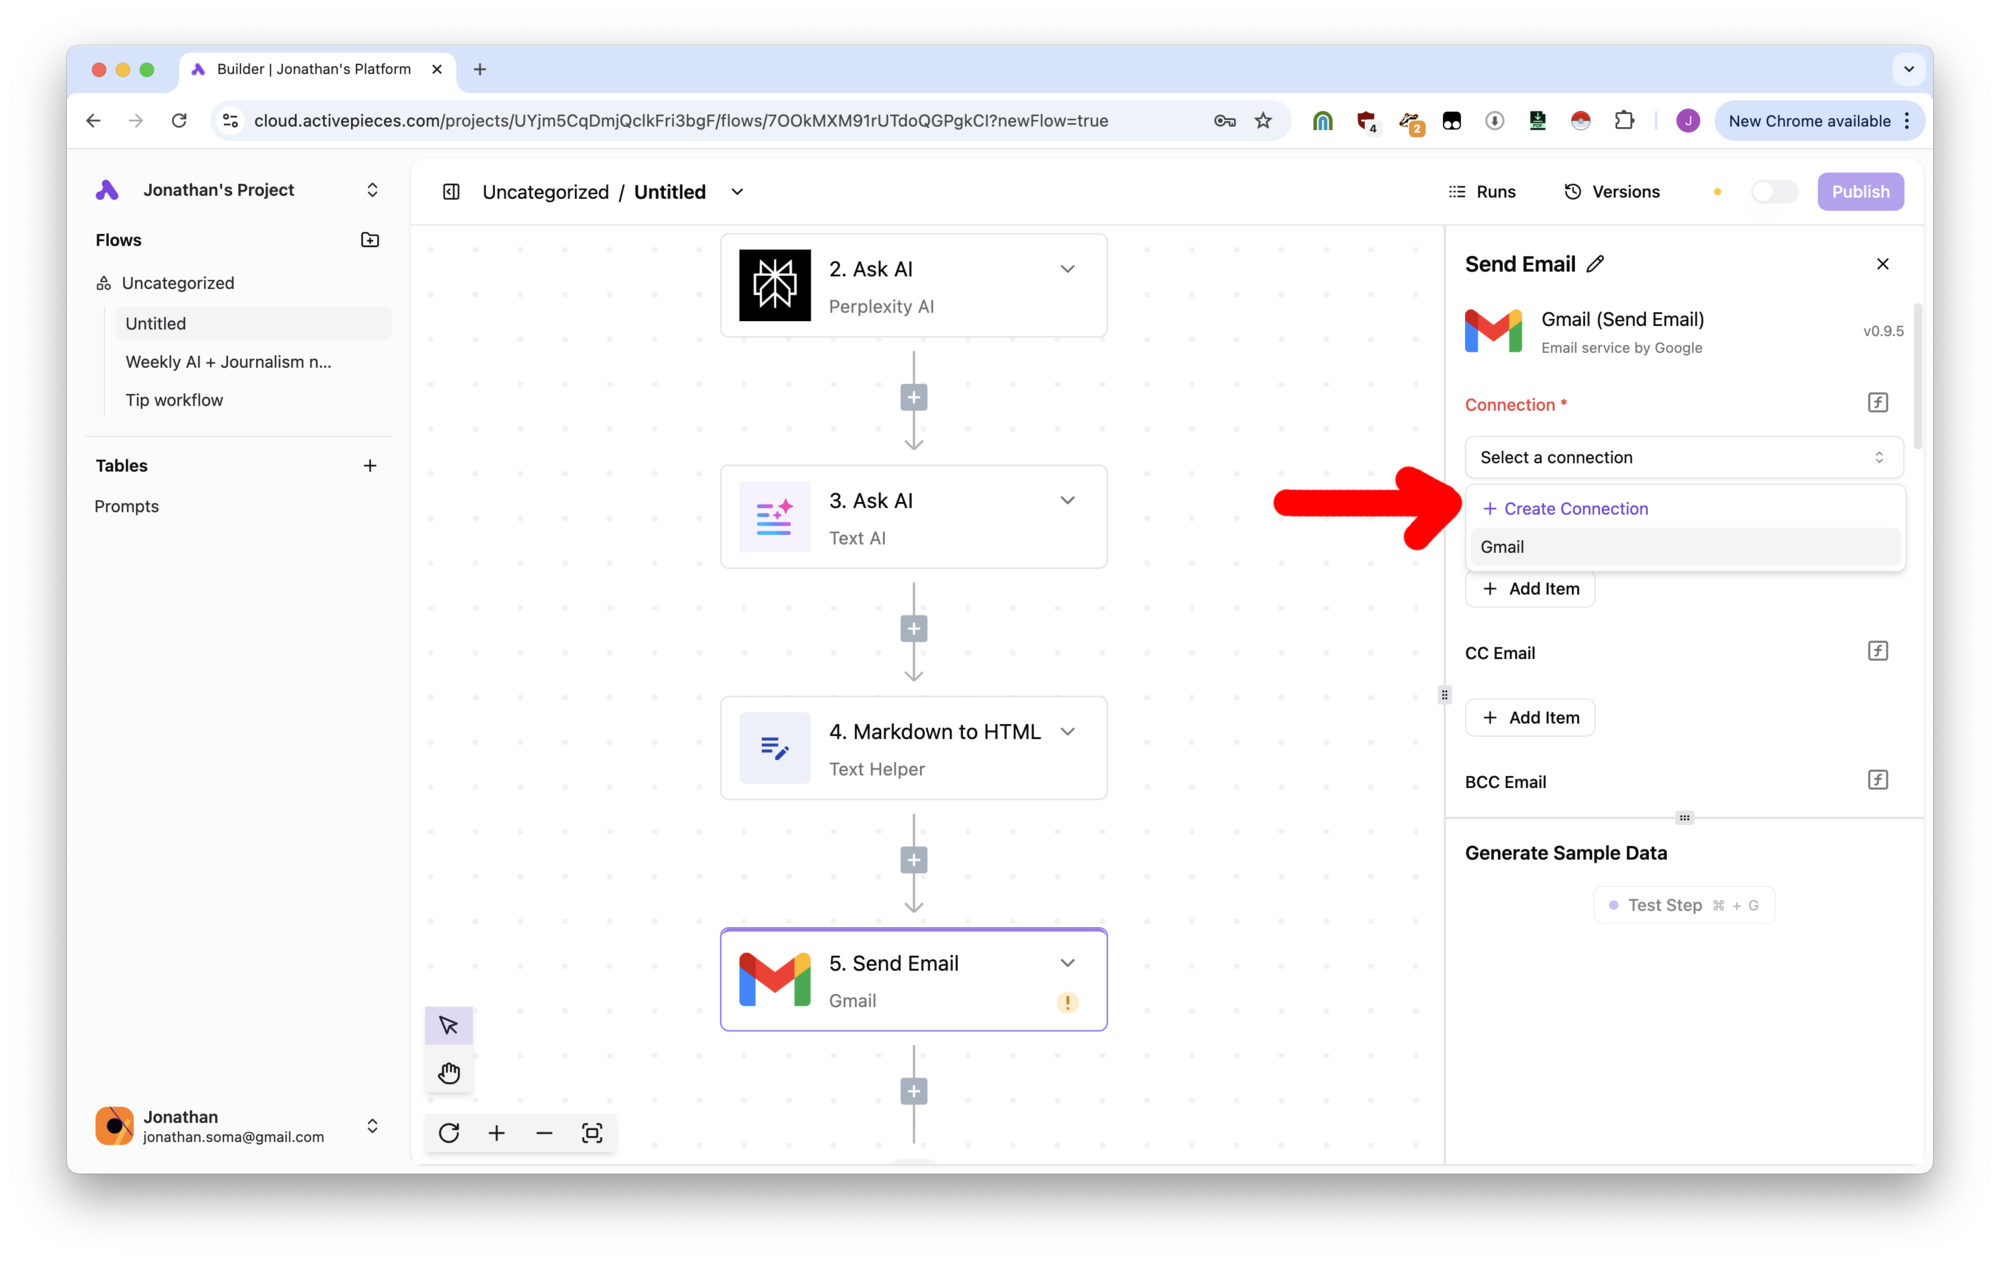 Builder | Jonathan's Platform
cloud.activepieces.com/projects/UYjm5CqDmjQclkFri3bgF/flows/7OOkMXM91rUTdoQGPgkCI?newFlow=true
4
2
J
New Chrome available
Jonathan's Project
Uncategorized / Untitled
Runs
Versions
Publish
Flows
Uncategorized
Untitled
Weekly AI + Journalism n...
Tip workflow
Tables
Prompts
2. Ask AI
Perplexity AI
3. Ask AI
Text AI
4. Markdown to HTML
Text Helper
5. Send Email
Gmail
Send Email
Gmail (Send Email)
Email service by Google
v0.9.5
Connection *
Select a connection
+ Create Connection
Gmail
+ Add Item
CC Email
+ Add Item
BCC Email
Generate Sample Data
Test Step ⌘ + G
Jonathan
jonathan.soma@gmail.com